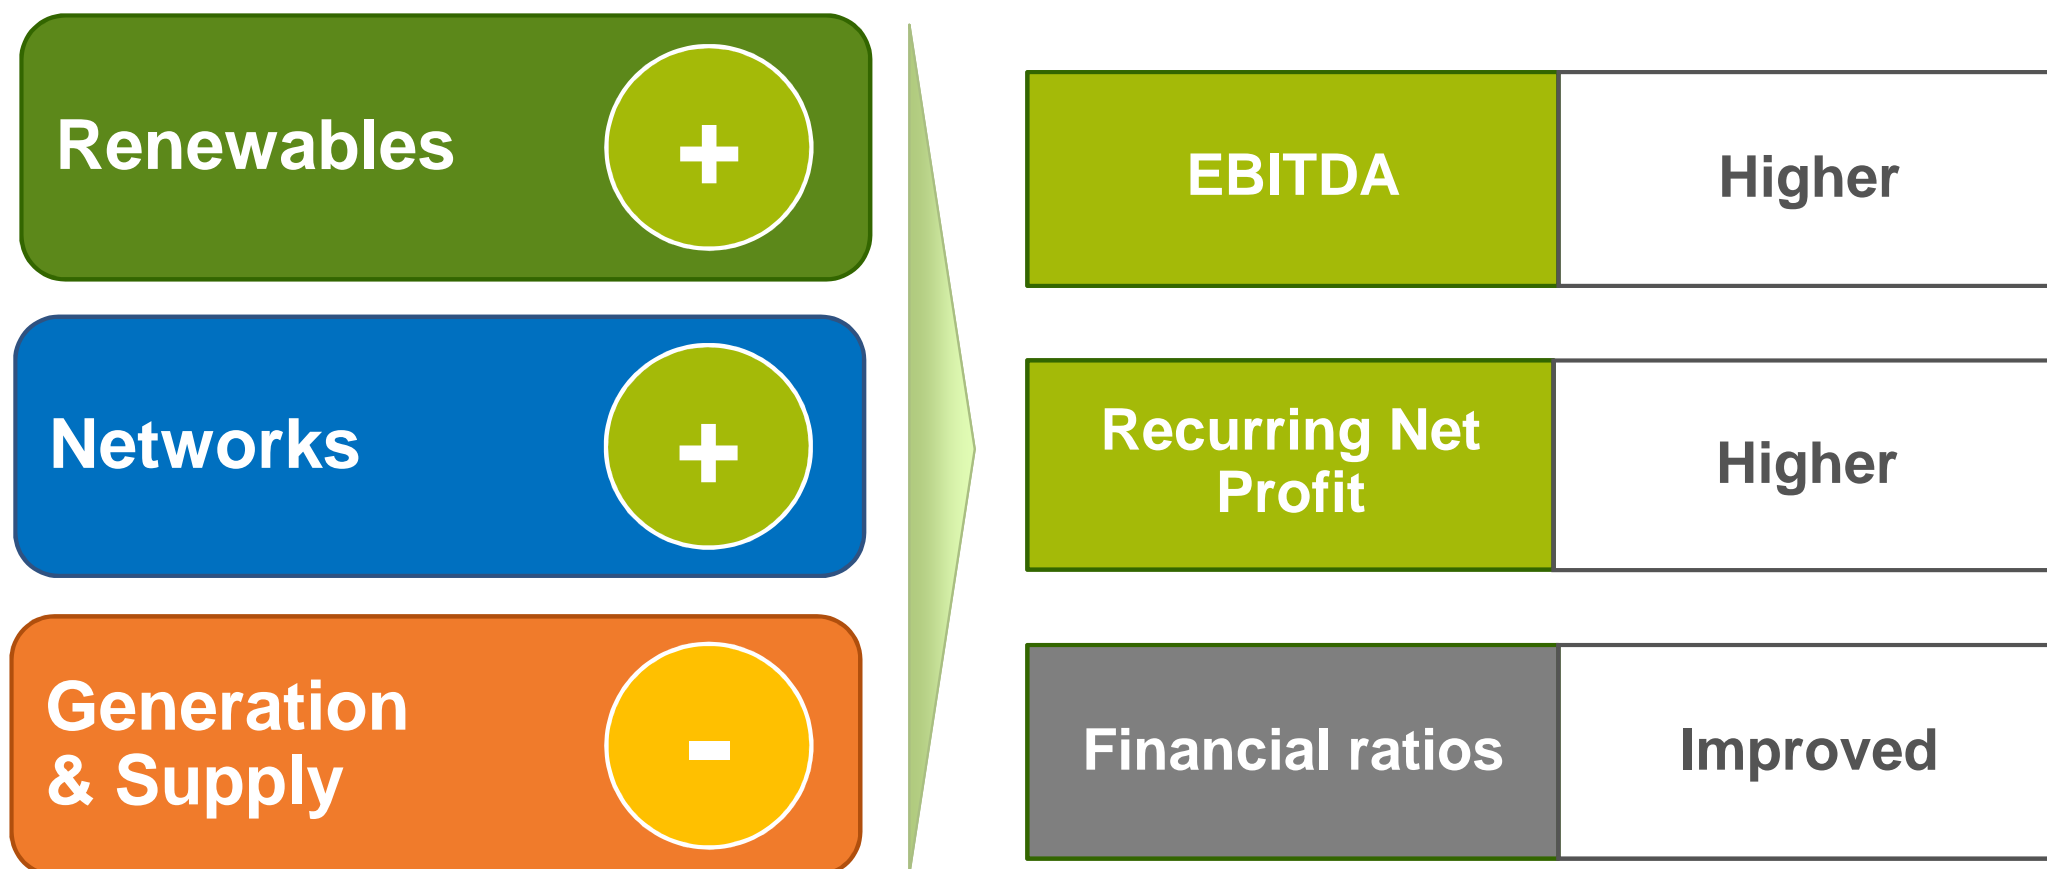 Renewables
+
Networks
+
Generation
& Supply
-
EBITDA
Higher
Recurring Net
Profit
Higher
Financial ratios
Improved